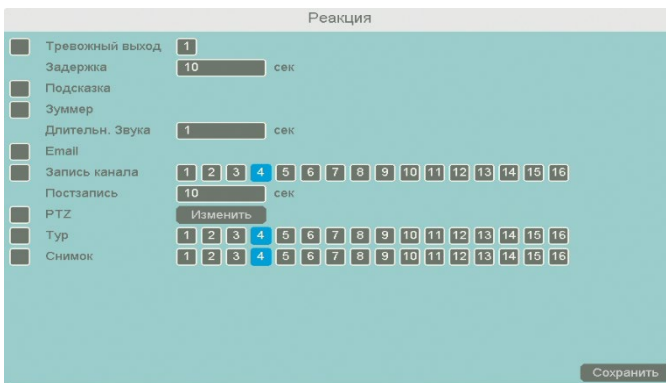 Реакция
Тревожный выход 1
Задержка 10 сек
Подсказка
Зуммер
Длительн. Звука 1 сек
Email
Запись канала 1 2 3 4 5 6 7 8 9 10 11 12 13 14 15 16
Постзапись 10 сек
PTZ Изменить
Тур 1 2 3 4 5 6 7 8 9 10 11 12 13 14 15 16
Снимок 1 2 3 4 5 6 7 8 9 10 11 12 13 14 15 16
Сохранить